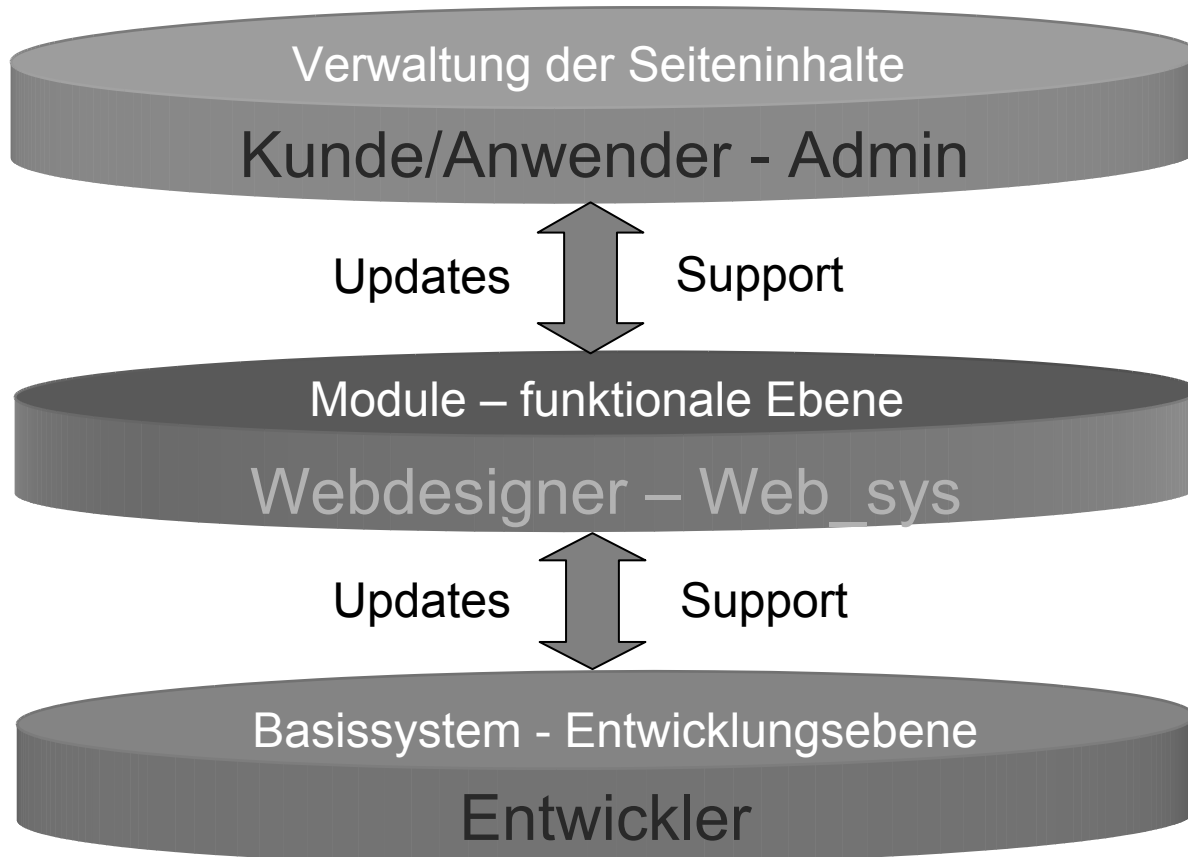 Verwaltung der Seiteninhalte
Kunde/Anwender - Admin
Updates Support
Module – funktionale Ebene
Webdesigner – Web_sys
Updates Support
Basissystem - Entwicklungsebene
Entwickler